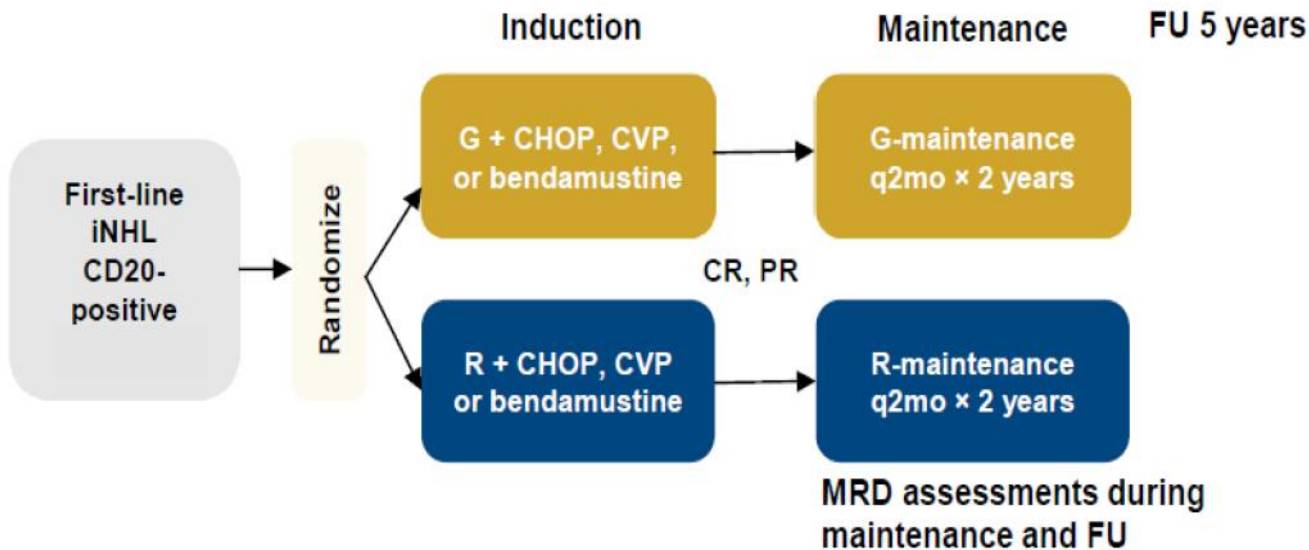 Induction
Maintenance
FU 5 years
First-line
iNHL
CD20-
positive
Randomize
G + CHOP, CVP,
or bendamustine
G-maintenance
q2mo × 2 years
CR, PR
R + CHOP, CVP
or bendamustine
R-maintenance
q2mo × 2 years
MRD assessments during
maintenance and FU